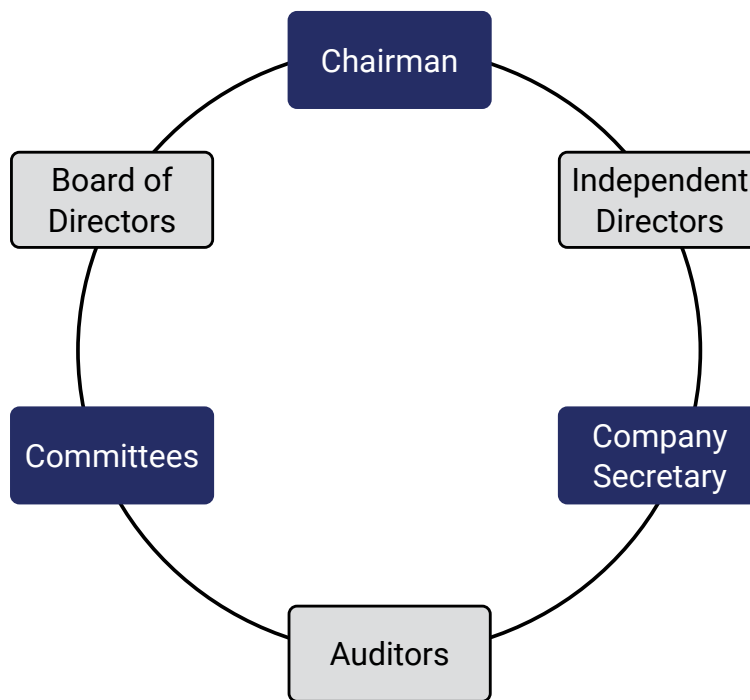 Chairman
Board of
Directors
Independent
Directors
Committees
Company
Secretary
Auditors